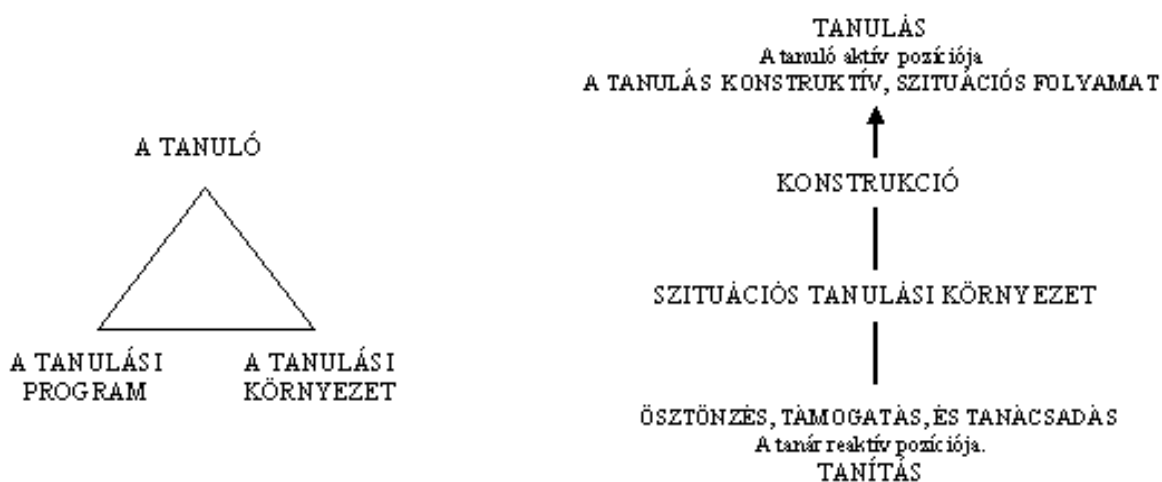 A TANULÓ
A TANULÁSI
PROGRAM
A TANULÁSI
KÖRNYEZET
TANULÁS
A tanuló aktív pozíciója
A TANULÁS KONSTRUKTÍV, SZITUÁCIÓS FOLYAMAT
KONSTRUKCIÓ
SZITUÁCIÓS TANULÁSI KÖRNYEZET
ÖSZTÖNZÉS, TÁMOGATÁS, ÉS TANÁCSADÁS
A tanár reaktív pozíciója.
TANÍTÁS